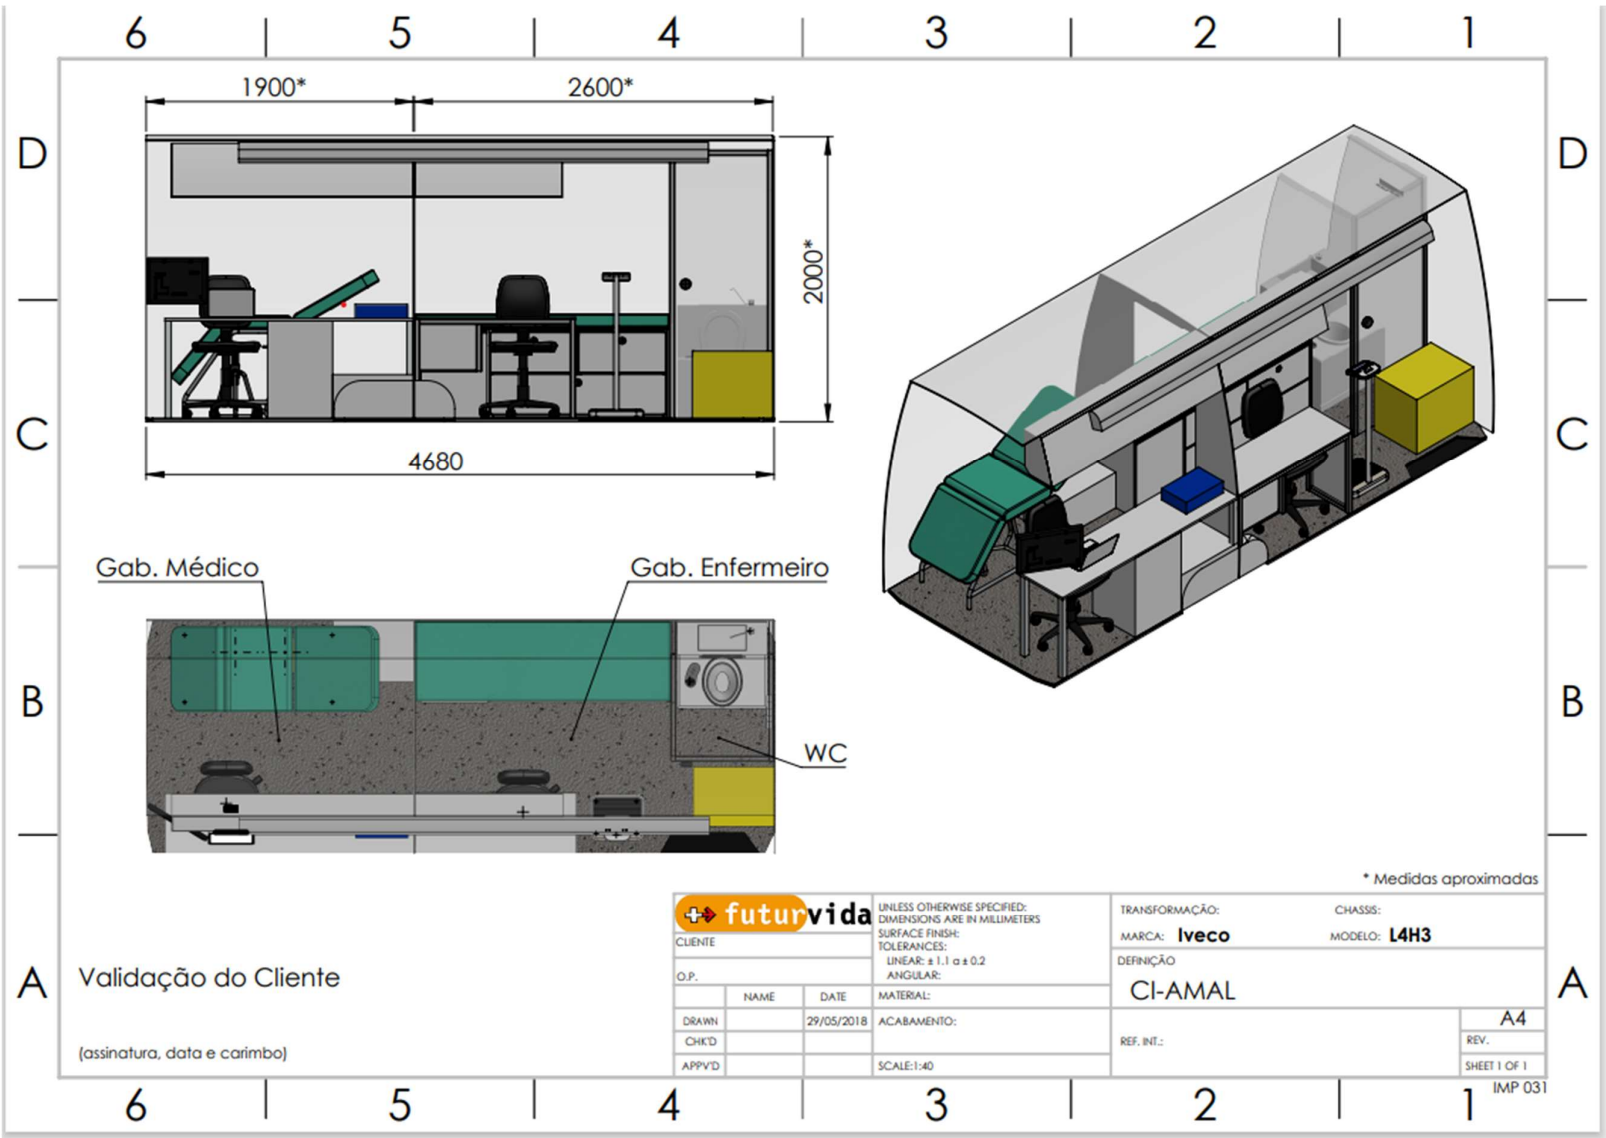 6 5 4 3 2 1
1900*
2600*
D
D
2000*
C
C
4680
Gab. Médico
Gab. Enfermeiro
B
B
WC
* Medidas aproximadas
futurvida
CLIENTE
O.P.
NAME
DATE
DRAWN
29/05/2018
CHK'D
APPV'D
UNLESS OTHERWISE SPECIFIED:
DIMENSIONS ARE IN MILLIMETERS
SURFACE FINISH:
TOLERANCES:
LINEAR: ± 1.1 a ± 0.2
ANGULAR:
MATERIAL:
ACABAMENTO:
SCALE:1:40
TRANSFORMAÇÃO:
CHASSIS:
MARCA: Iveco
MODELO: L4H3
DEFINIÇÃO
CI-AMAL
REF. INT.:
A4
REV.
SHEET 1 OF 1
A
A
Validação do Cliente
(assinatura, data e carimbo)
IMP 031
6 5 4 3 2 1